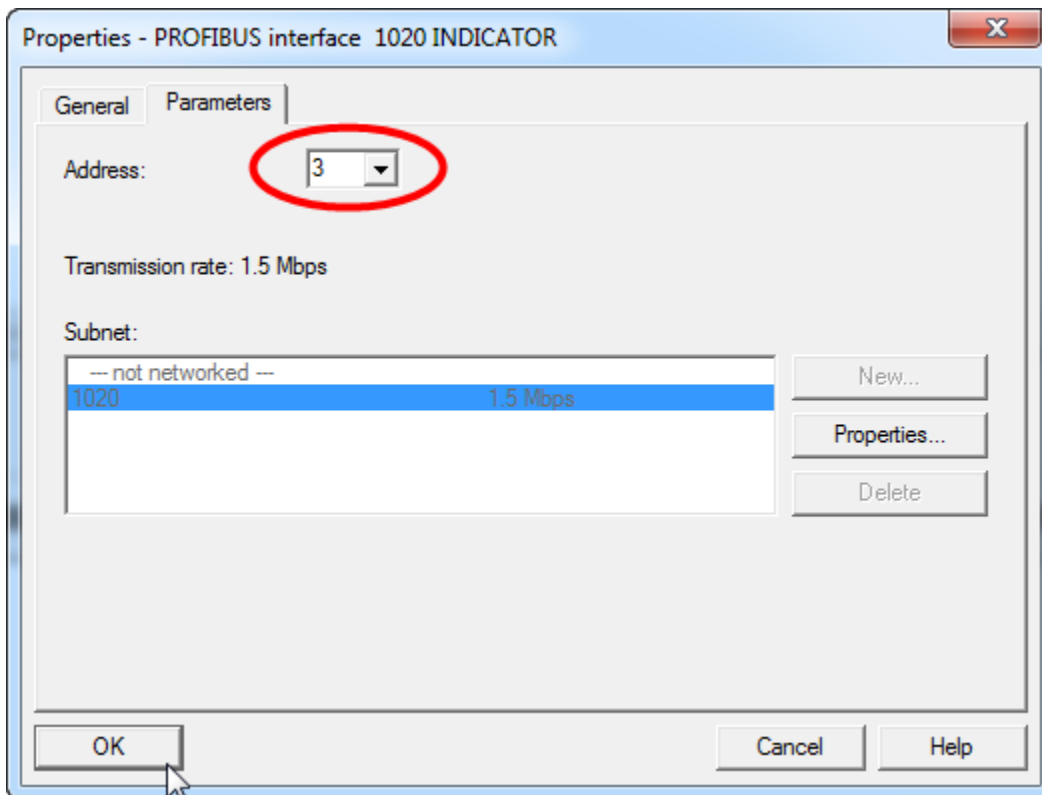 Properties - PROFIBUS interface  1020 INDICATOR
General Parameters
Address: 3
Transmission rate: 1.5 Mbps
Subnet:
--- not networked ---
1020 1.5 Mbps
New...
Properties...
Delete
OK Cancel Help